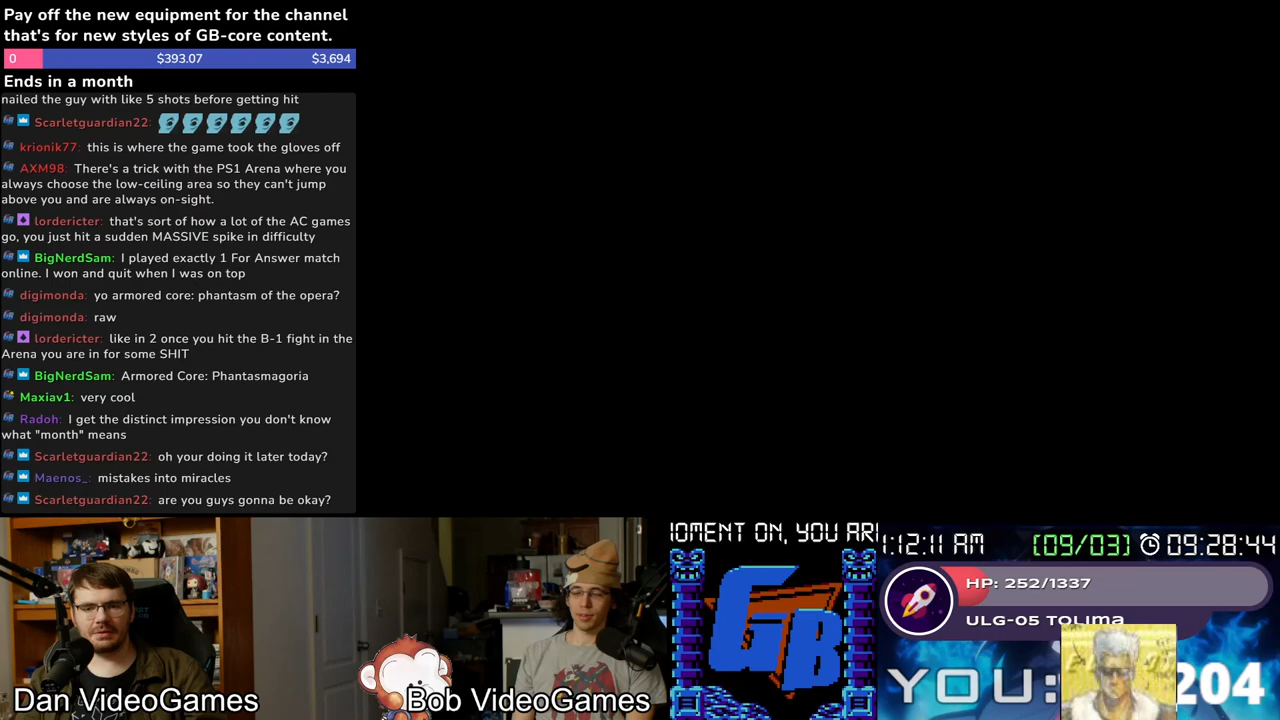 Pay off the new equipment for the channel
that's for new styles of GB-core content.
0 $393.07 $3,694
Ends in a month
nailed the guy with like 5 shots before getting hit
Scarletguardian22:
krionik77: this is where the game took the gloves off
AXM98: There's a trick with the PS1 Arena where you
always choose the low-ceiling area so they can't jump
above you and are always on-sight.
lordericter: that's sort of how a lot of the AC games
go, you just hit a sudden MASSIVE spike in difficulty
BigNerdSam: I played exactly 1 For Answer match
online. I won and quit when I was on top
digimonda: yo armored core: phantasm of the opera?
digimonda: raw
lordericter: like in 2 once you hit the B-1 fight in the
Arena you are in for some SHIT
BigNerdSam: Armored Core: Phantasmagoria
Maxiav1: very cool
Radoh: I get the distinct impression you don't know
what "month" means
Scarletguardian22: oh your doing it later today?
Maenos_: mistakes into miracles
Scarletguardian22: are you guys gonna be okay?
Dan VideoGames
Bob VideoGames
MOMENT ON, YOU AR
GB
1:12:11 AM [09/03] 09:28:44
HP: 252/1337
ULG-05 TOLIMA
YOU: 204